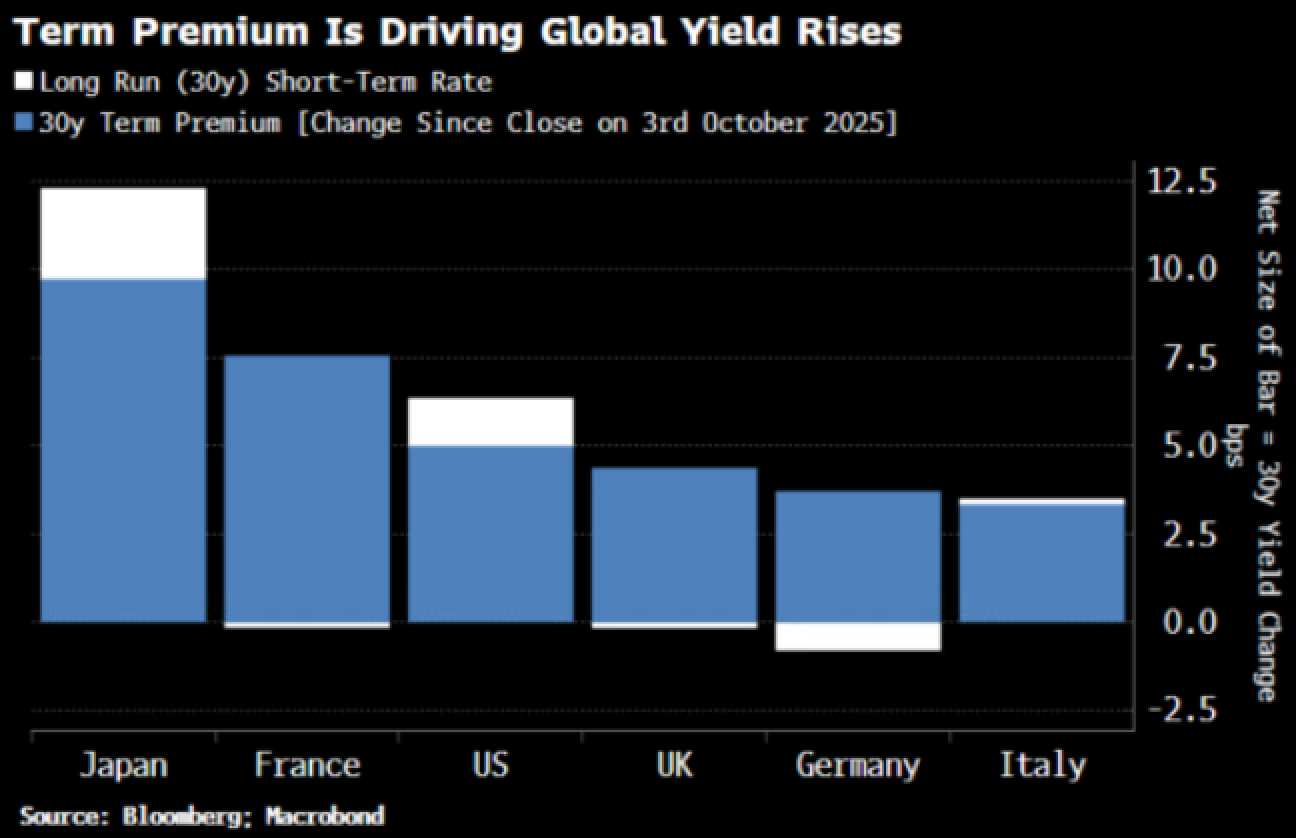 Term Premium Is Driving Global Yield Rises
Long Run (30y) Short-Term Rate
30y Term Premium [Change Since Close on 3rd October 2025]
12.5
10.0
7.5
5.0
2.5
0.0
-2.5
bps
Net Size of Bar = 30y Yield Change
Japan France US UK Germany Italy
Source: Bloomberg; Macrobond